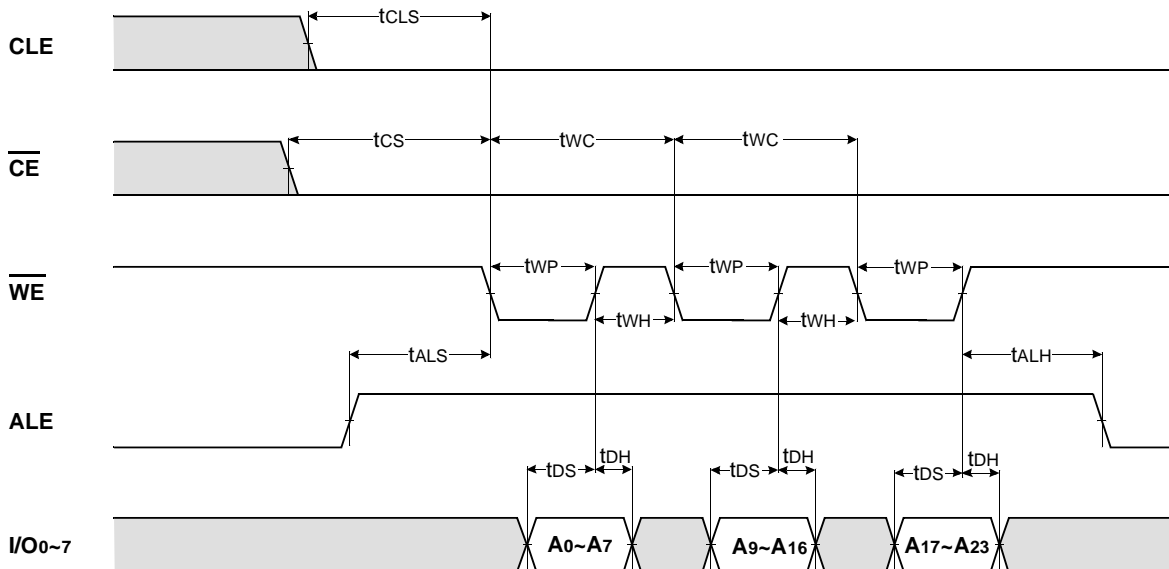 tCLS
CLE
tCS tWC tWC
CE
tWP tWP tWP
WE
tWH tWH
tALS tALH
ALE
tDS tDH tDS tDH tDS tDH
I/O0~7 A0~A7 A9~A16 A17~A23